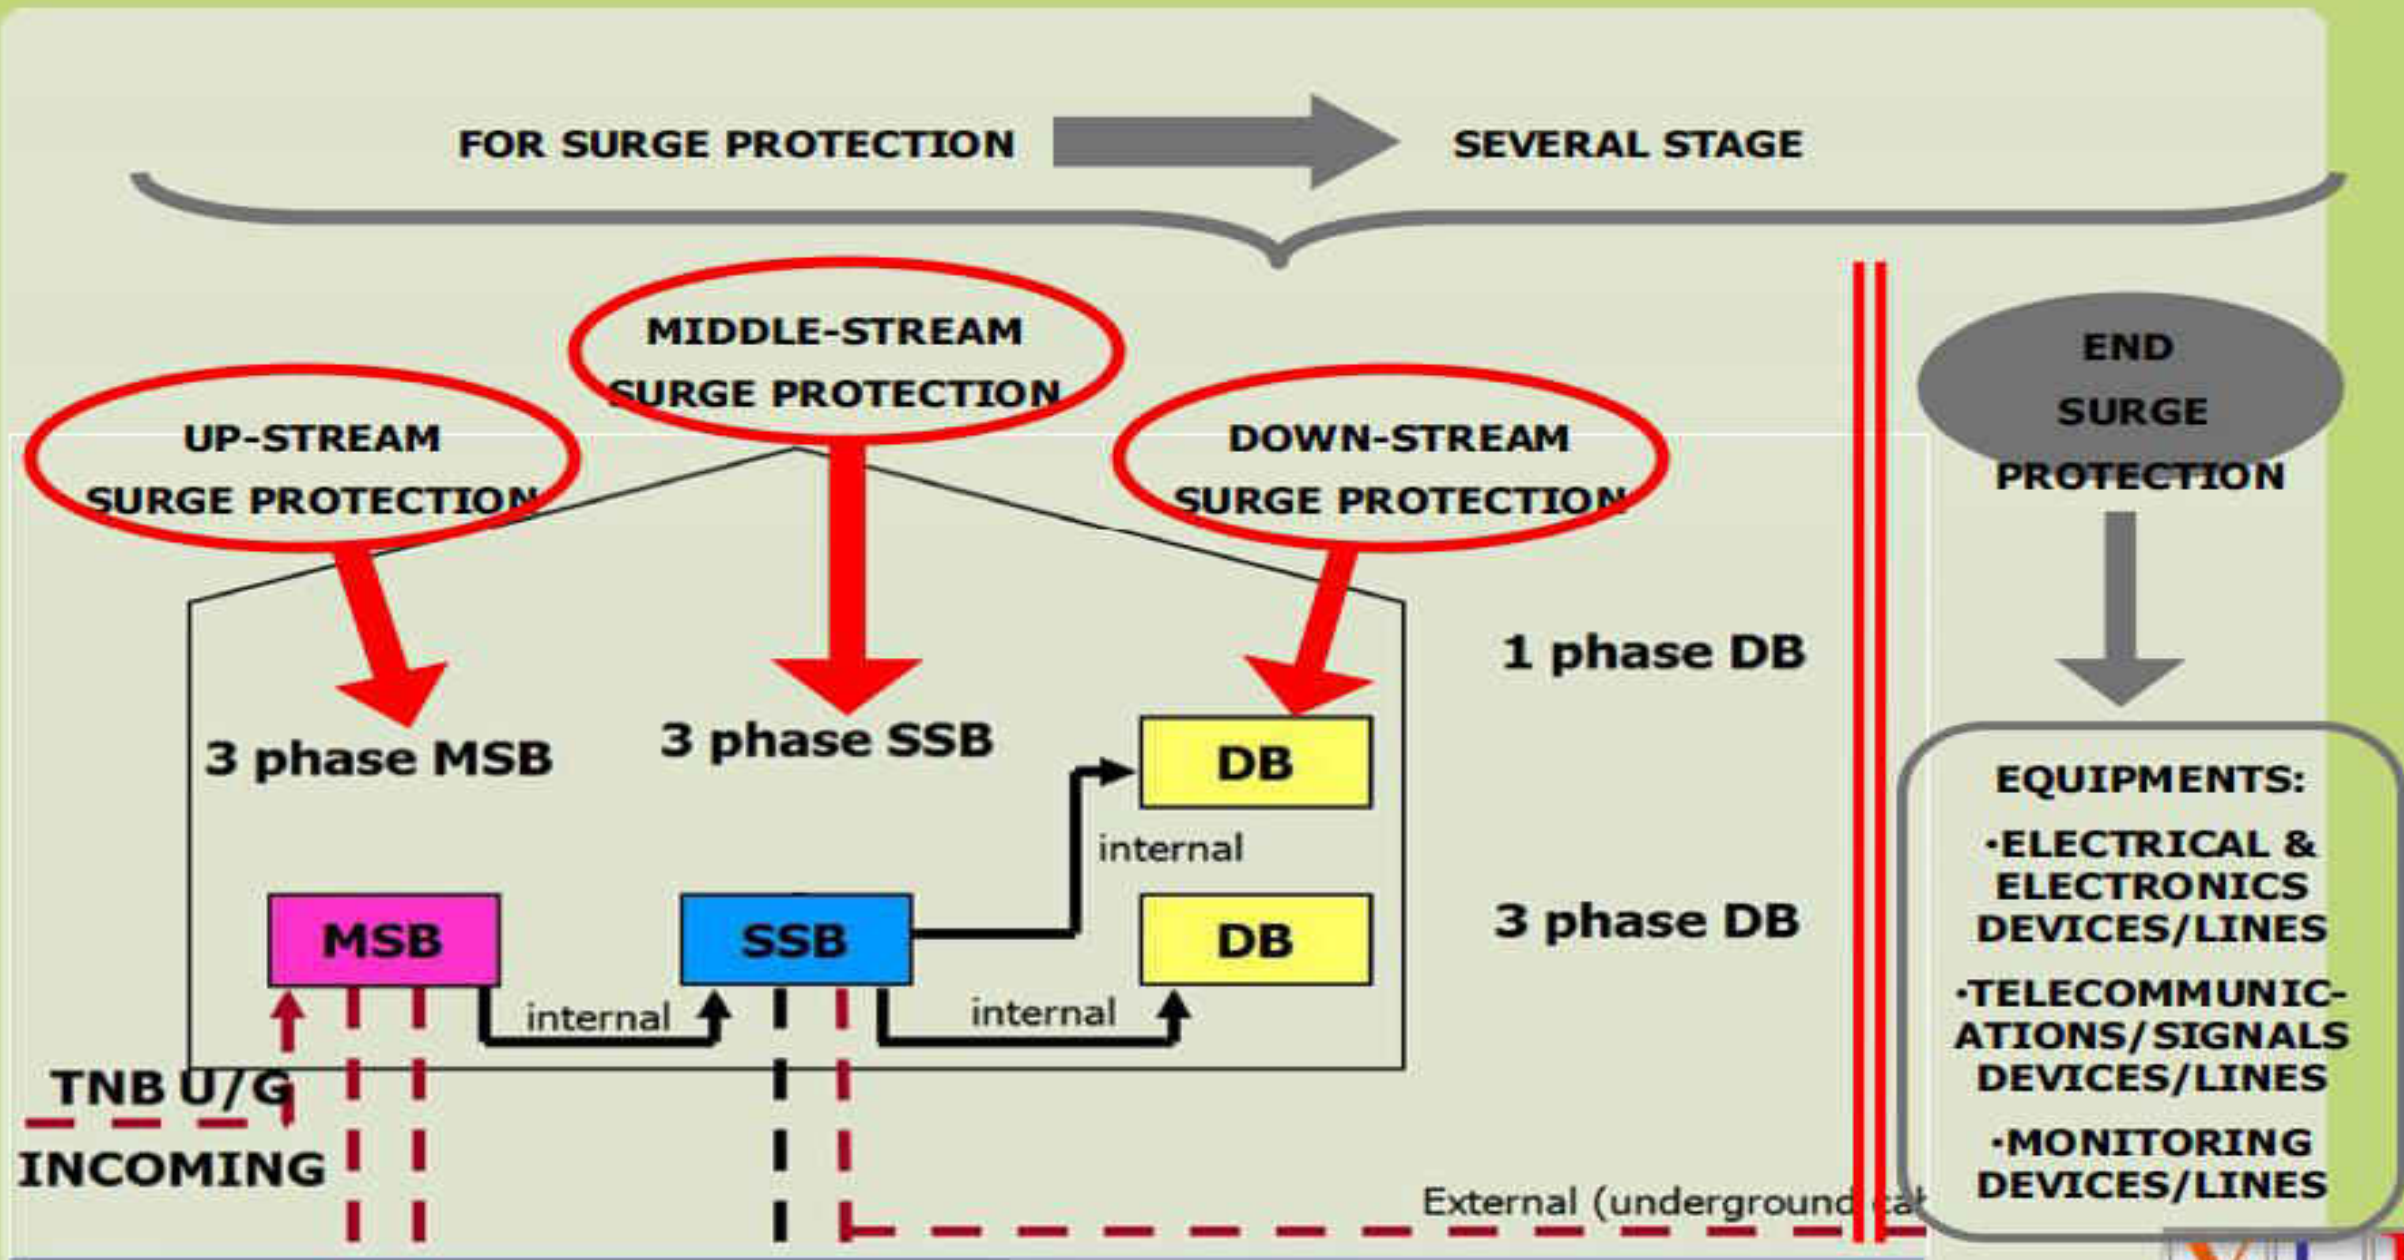 FOR SURGE PROTECTION
SEVERAL STAGE
UP-STREAM
SURGE PROTECTION
MIDDLE-STREAM
SURGE PROTECTION
DOWN-STREAM
SURGE PROTECTION
END
SURGE
PROTECTION
1 phase DB
3 phase MSB
3 phase SSB
DB
internal
MSB
SSB
DB
3 phase DB
internal
internal
TNB U/G
INCOMING
External (underground
EQUIPMENTS:
·ELECTRICAL &
ELECTRONICS
DEVICES/LINES
·TELECOMMUNIC-
ATIONS/SIGNALS
DEVICES/LINES
·MONITORING
DEVICES/LINES